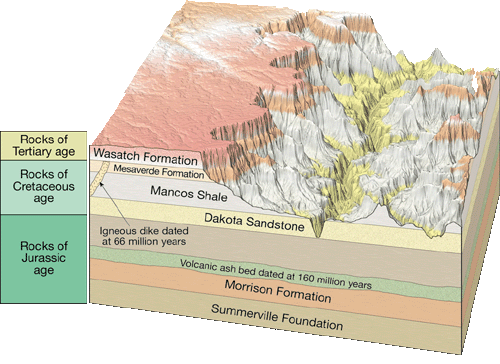 Rocks of
Tertiary age
Rocks of
Cretaceous
age
Rocks of
Jurassic
age
Wasatch Formation
Mesaverde Formation
Mancos Shale
Dakota Sandstone
Igneous dike dated
at 66 million years
Volcanic ash bed dated at 160 million years
Morrison Formation
Summerville Foundation